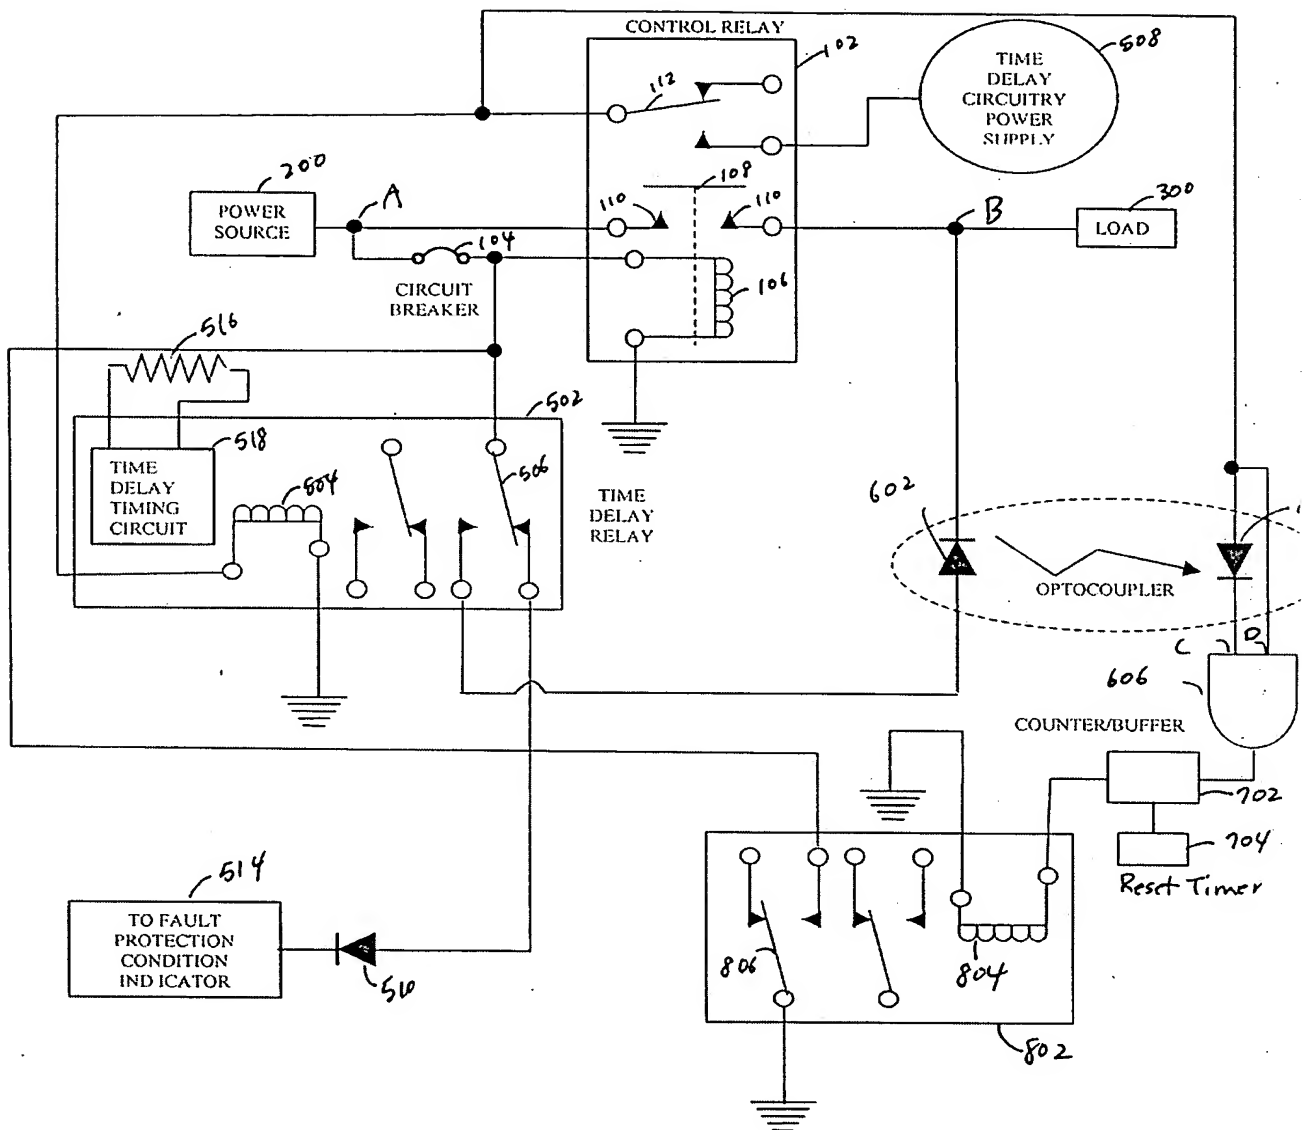 CONTROL RELAY
102
508
TIME
DELAY
CIRCUITRY
POWER
SUPPLY
112
200
A
108
110
110
B
300
POWER
SOURCE
LOAD
104
CIRCUIT
BREAKER
106
516
502
518
TIME
DELAY
TIMING
CIRCUIT
504
506
TIME
DELAY
RELAY
602
OPTOCOUPLER
C
D
606
COUNTER/BUFFER
702
704
Reset Timer
514
TO FAULT
PROTECTION
CONDITION
INDICATOR
510
806
804
802